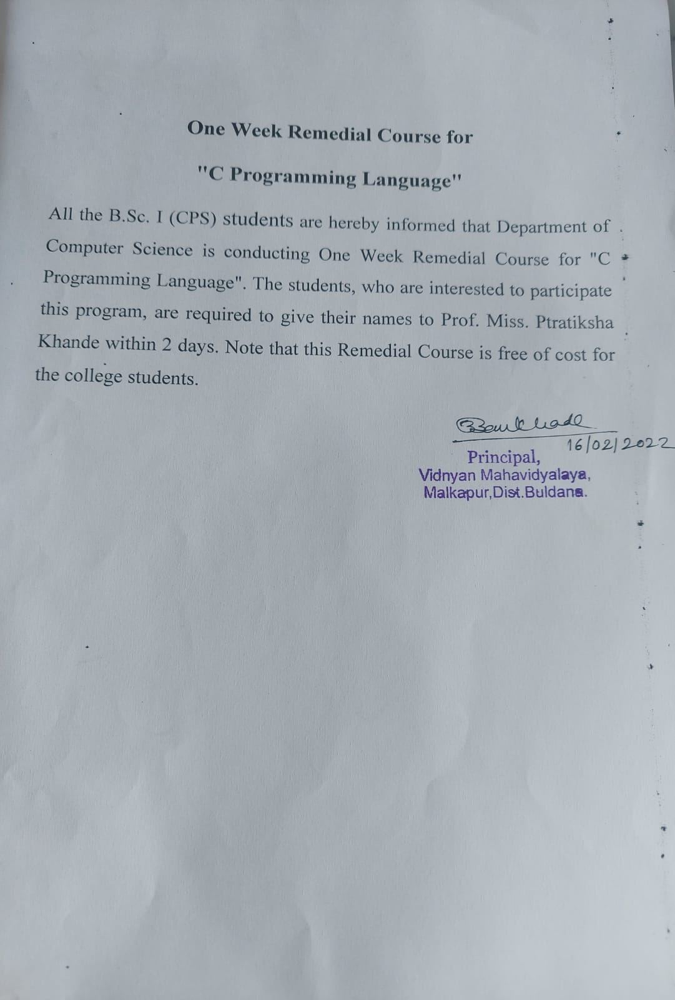 One Week Remedial Course for
"C Programming Language"
All the B.Sc. I (CPS) students are hereby informed that Department of
Computer Science is conducting One Week Remedial Course for "C
Programming Language". The students, who are interested to participate
this program, are required to give their names to Prof. Miss. Ptratiksha
Khande within 2 days. Note that this Remedial Course is free of cost for
the college students.
16/02/2022
Principal,
Vidnyan Mahavidyalaya,
Malkapur,Dist.Buldana.